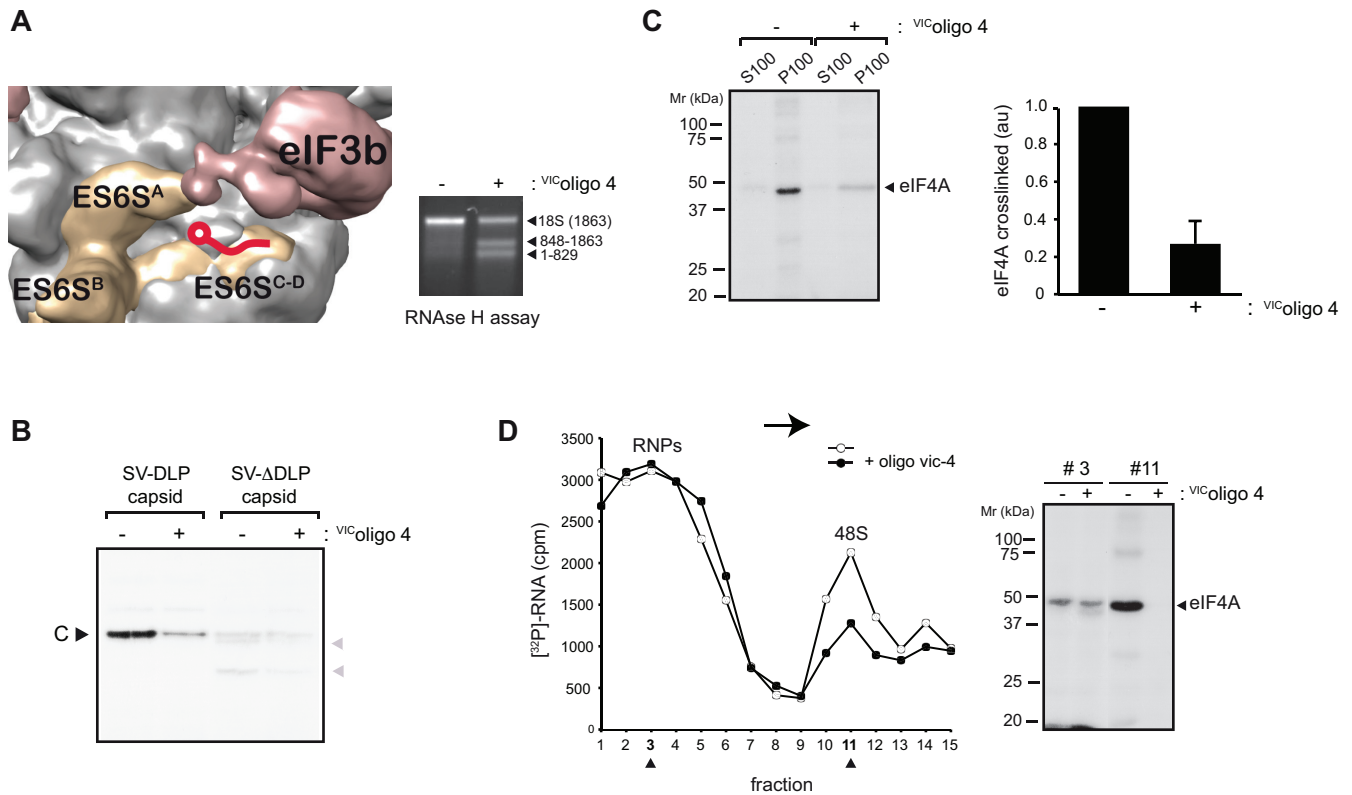 A
eIF3b
ES6S^A
ES6S^B
ES6S^C-D
- + : VIColigo 4
18S (1863)
848-1863
1-829
RNAse H assay
C
- + : VIColigo 4
S100 P100 S100 P100
Mr (kDa)
100
75
50
37
25
20
eIF4A
eIF4A crosslinked (au)
1.0
0.8
0.6
0.4
0.2
0
- + : VIColigo 4
B
SV-DLP capsid
SV-ΔDLP capsid
- + - + : VIColigo 4
C
D
[32P]-RNA (cpm)
3500
3000
2500
2000
1500
1000
500
0
RNPs
48S
+ oligo vic-4
1 2 3 4 5 6 7 8 9 10 11 12 13 14 15
fraction
# 3 #11
- + - + : VIColigo 4
Mr (kDa)
100
75
50
37
25
20
eIF4A